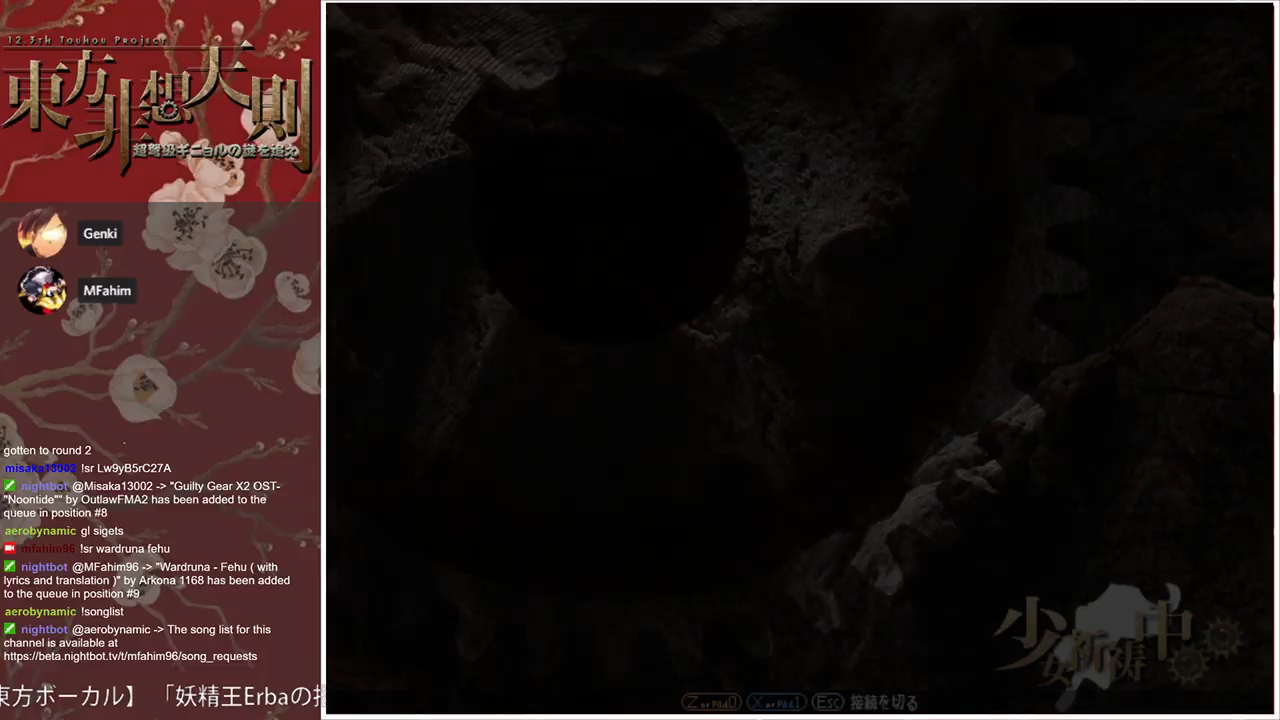 12.3th Touhou Project
東方非想天則
超弩級ギニョルの謎を追え
Genki
MFahim
gotten to round 2
misaka13002 !sr Lw9yB5rC27A
nightbot @Misaka13002 -> "Guilty Gear X2 OST-
"Noontide"" by OutlawFMA2 has been added to the
queue in position #8
aerobynamic gl sigets
mfahim96 !sr wardruna fehu
nightbot @MFahim96 -> "Wardruna - Fehu ( with
lyrics and translation )" by Arkona 1168 has been added
to the queue in position #9
aerobynamic !songlist
nightbot @aerobynamic -> The song list for this
channel is available at
https://beta.nightbot.tv/t/mfahim96/song_requests
東方ボーカル】 「妖精王Erbaの
少女祈祷中
Z or Pad0 X or Pad1 Esc 接続を切る